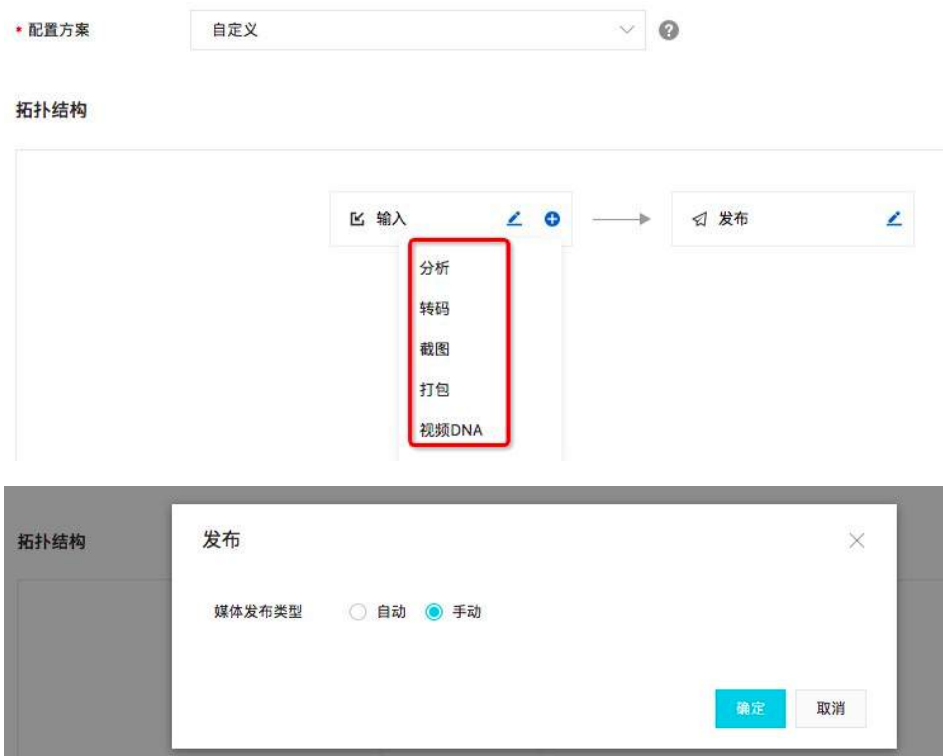 * 配置方案 自定义 ?
拓扑结构
输入 发布
分析
转码
截图
打包
视频DNA
拓扑结构
发布
媒体发布类型 自动 手动
确定 取消